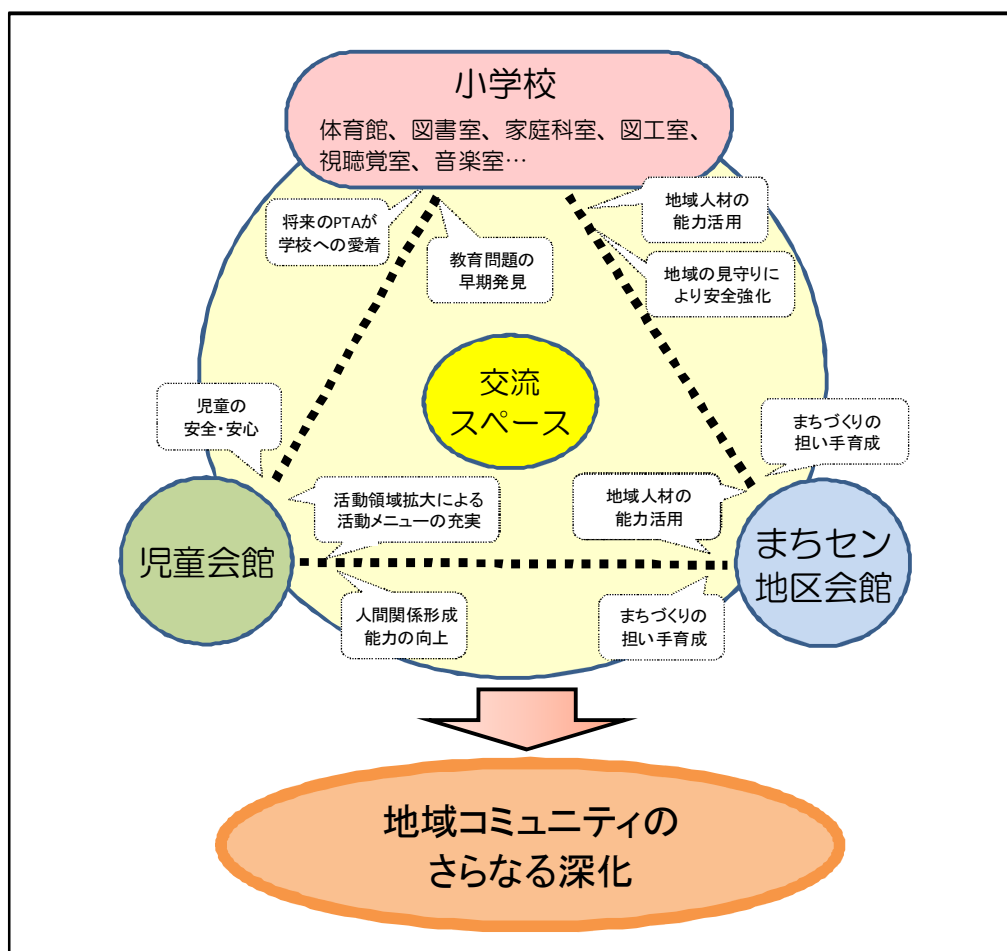 小学校
体育館、図書室、家庭科室、図工室、
視聴覚室、音楽室…
将来のPTAが
学校への愛着
教育問題の
早期発見
地域人材の
能力活用
地域の見守りに
より安全強化
交流
スペース
児童の
安全・安心
まちづくりの
担い手育成
活動領域拡大による
活動メニューの充実
地域人材の
能力活用
児童会館
まちセン
地区会館
人間関係形成
能力の向上
まちづくりの
担い手育成
地域コミュニティの
さらなる深化